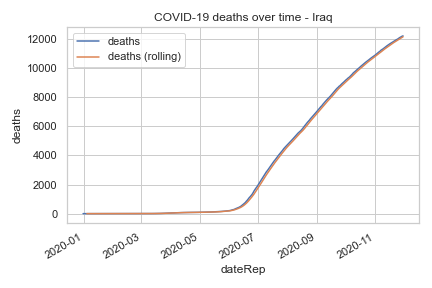 COVID-19 deaths over time - Iraq
deaths
deaths (rolling)
12000
10000
8000
6000
4000
2000
0
deaths
2020-01
2020-03
2020-05
2020-07
2020-09
2020-11
dateRep